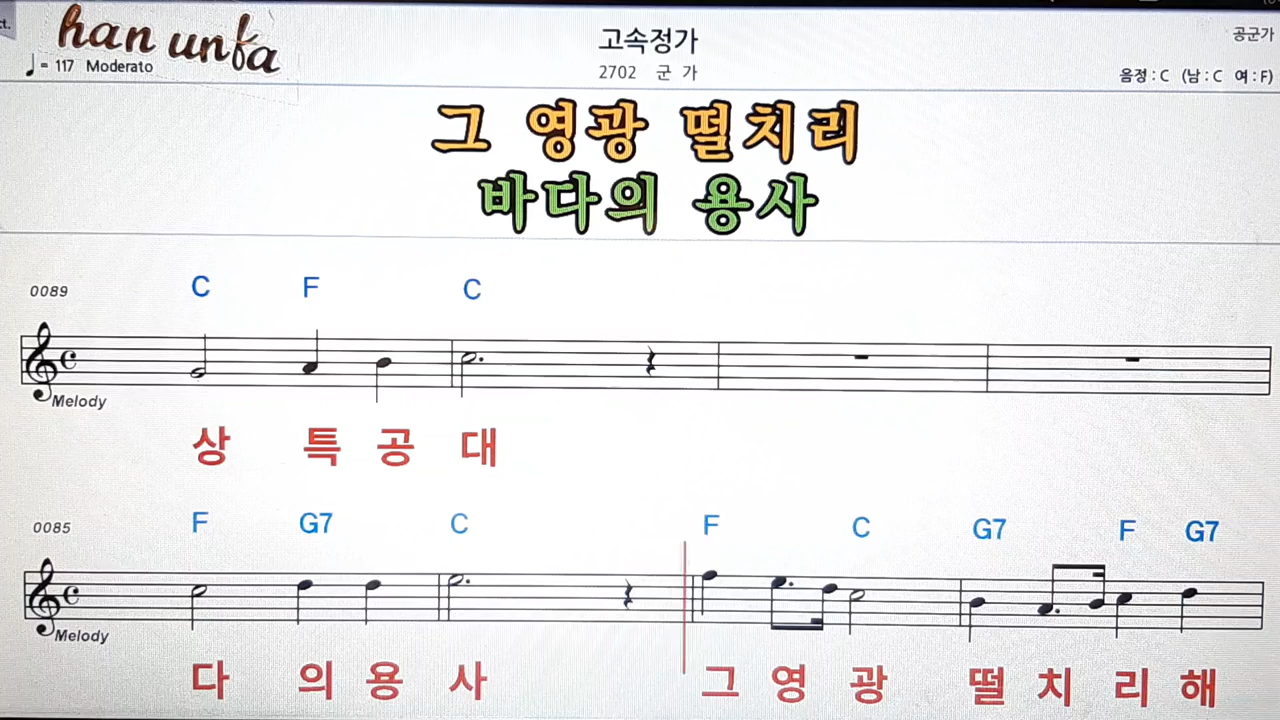 ct.
han unfa
고속정가
공군가
♩= 117 Moderato
2702 군 가
음정 : C (남 : C 여 : F)
그 영광 떨치리
바다의 용사
0089
C F C
Melody
상 특 공 대
0085
F G7 C F C G7 F G7
Melody
다 의 용 사 그 영 광 떨 치 리 해